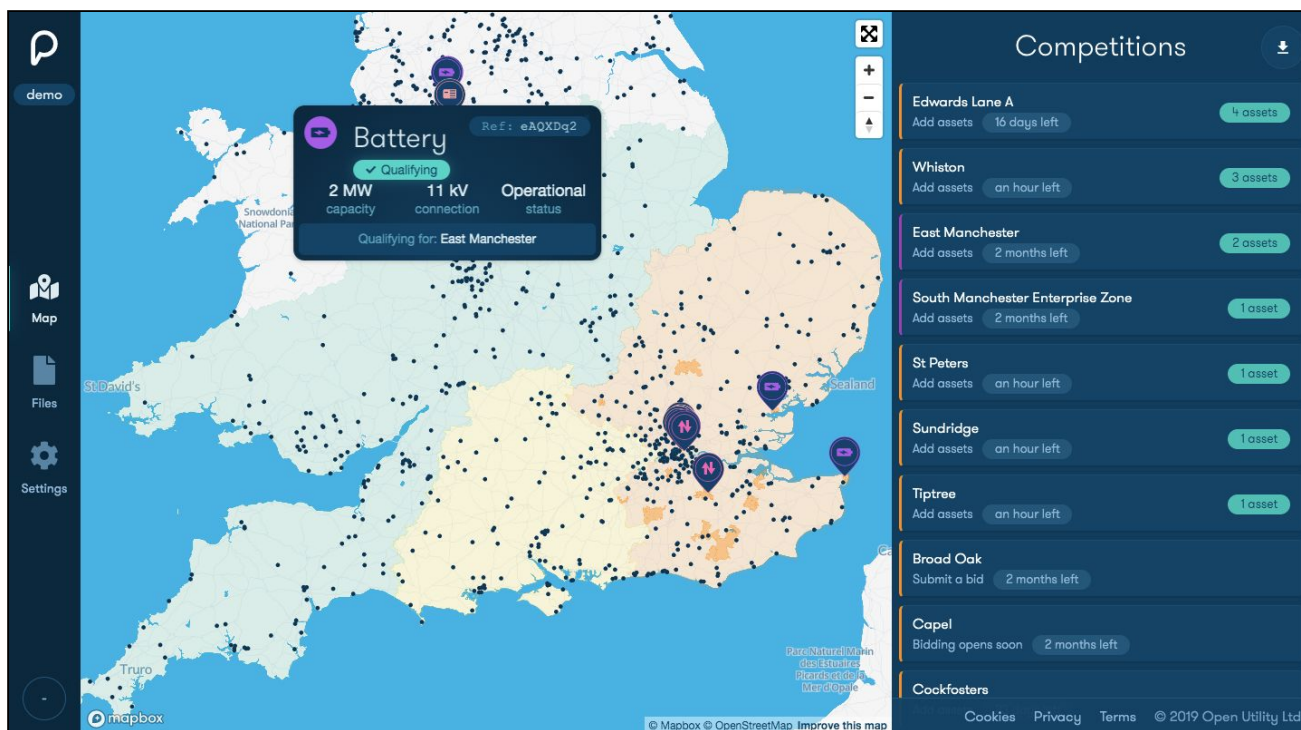 demo
Map
Files
Settings
-
Battery
Ref: eAQXDq2
Qualifying
2 MW
capacity
11 kV
connection
Operational
status
Qualifying for: East Manchester
Snowdonia
National Pa
St David's
Sealand
Truro
Parc Naturel Marin
des Estuaires
Picards et de la
Mer d'Opale
Ca
mapbox
© Mapbox © OpenStreetMap Improve this map
Competitions
Edwards Lane A
Add assets 16 days left
4 assets
Whiston
Add assets an hour left
3 assets
East Manchester
Add assets 2 months left
2 assets
South Manchester Enterprise Zone
Add assets 2 months left
1 asset
St Peters
Add assets an hour left
1 asset
Sundridge
Add assets an hour left
1 asset
Tiptree
Add assets an hour left
1 asset
Broad Oak
Submit a bid 2 months left
Capel
Bidding opens soon 2 months left
Cockfosters
Cookies Privacy Terms © 2019 Open Utility Ltd